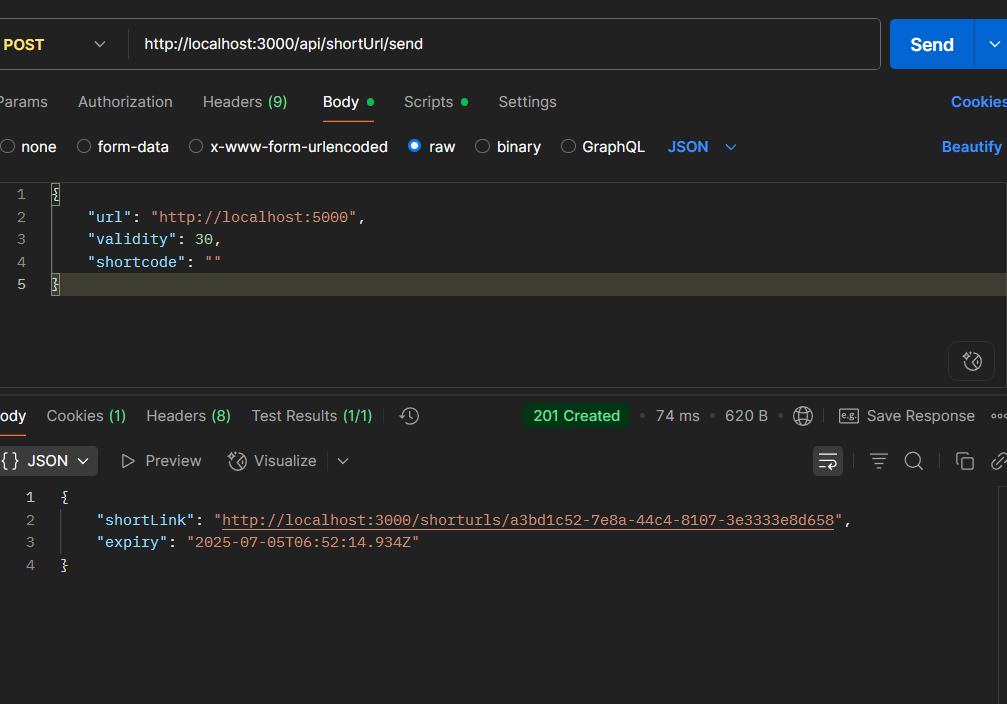 POST http://localhost:3000/api/shortUrl/send Send
Params Authorization Headers (9) Body Scripts Settings Cookies
none form-data x-www-form-urlencoded raw binary GraphQL JSON Beautify
1 {
2 "url": "http://localhost:5000",
3 "validity": 30,
4 "shortcode": ""
5 }
ody Cookies (1) Headers (8) Test Results (1/1) 201 Created 74 ms 620 B e.g. Save Response
{} JSON Preview Visualize
1 {
2 "shortLink": "http://localhost:3000/shorturls/a3bd1c52-7e8a-44c4-8107-3e3333e8d658",
3 "expiry": "2025-07-05T06:52:14.934Z"
4 }